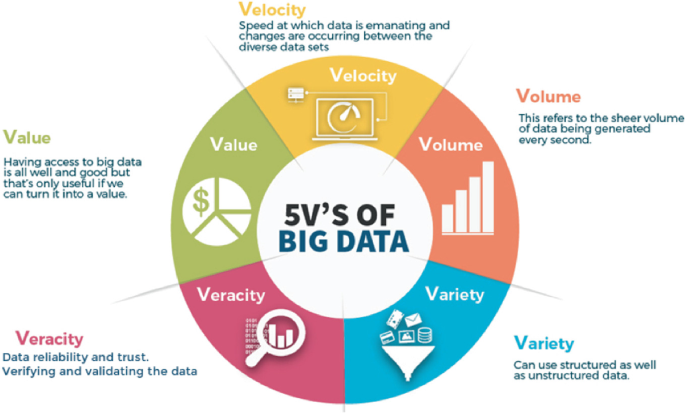 Velocity
Speed at which data is emanating and
changes are occurring between the
diverse data sets
Velocity
Volume
This refers to the sheer volume
of data being generated
every second.
Value
Having access to big data
is all well and good but
that's only useful if we
can turn it into a value.
Value
$
Volume
5V'S OF
BIG DATA
Veracity
Variety
Veracity
Data reliability and trust.
Verifying and validating the data
Variety
Can use structured as well
as unstructured data.